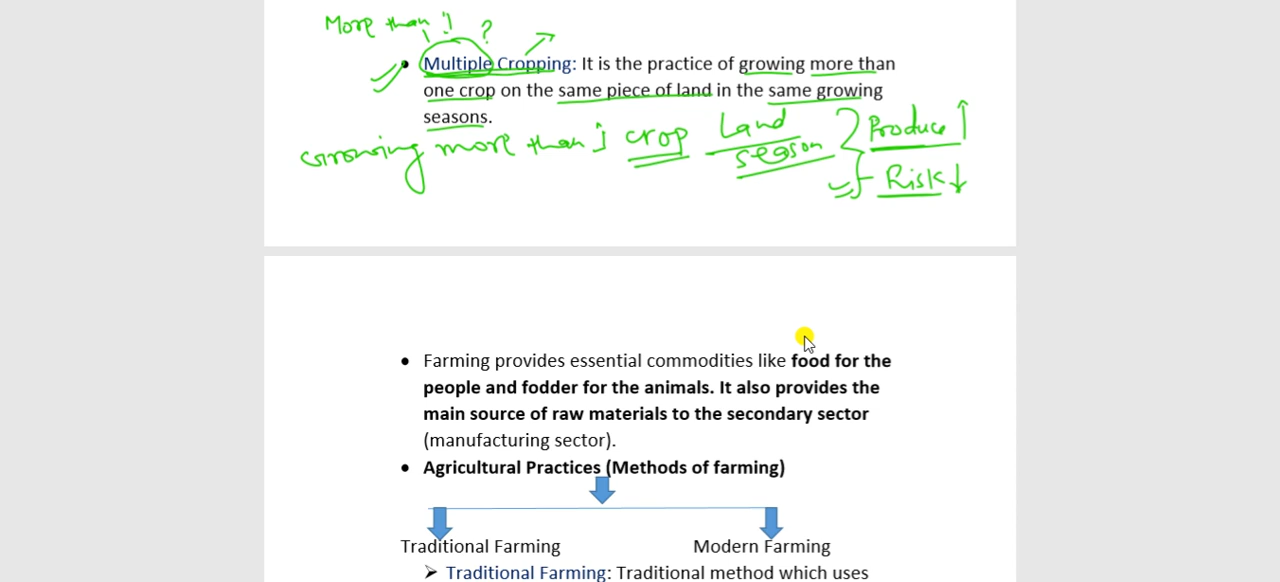 More than 1 ?
• Multiple Cropping: It is the practice of growing more than
one crop on the same piece of land in the same growing
seasons.
Growing more than 1 crop Land Produce ↑
season Risk ↓
• Farming provides essential commodities like food for the
people and fodder for the animals. It also provides the
main source of raw materials to the secondary sector
(manufacturing sector).
• Agricultural Practices (Methods of farming)
Traditional Farming Modern Farming
➤ Traditional Farming: Traditional method which uses